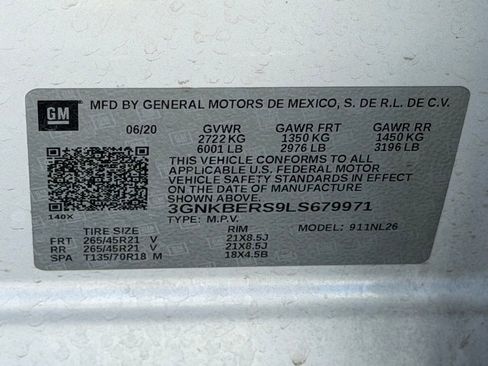 GM
MFD BY GENERAL MOTORS DE MEXICO, S. DE R.L. DE C.V.
06/20 GVWR GAWR FRT GAWR RR
2722 KG 1350 KG 1450 KG
6001 LB 2976 LB 3196 LB
THIS VEHICLE CONFORMS TO ALL
APPLICABLE U.S. FEDERAL MOTOR
VEHICLE SAFETY STANDARDS IN EFFECT
ON THE DATE OF MANUFACTURE
SHOWN ABOVE.
3GNKBERS9LS679971
140X
TYPE: M.P.V.
TIRE SIZE RIM MODEL: 911NL26
FRT 265/45R21 V 21X8.5J
RR 265/45R21 V 21X8.5J
SPA T135/70R18 M 18X4.5B